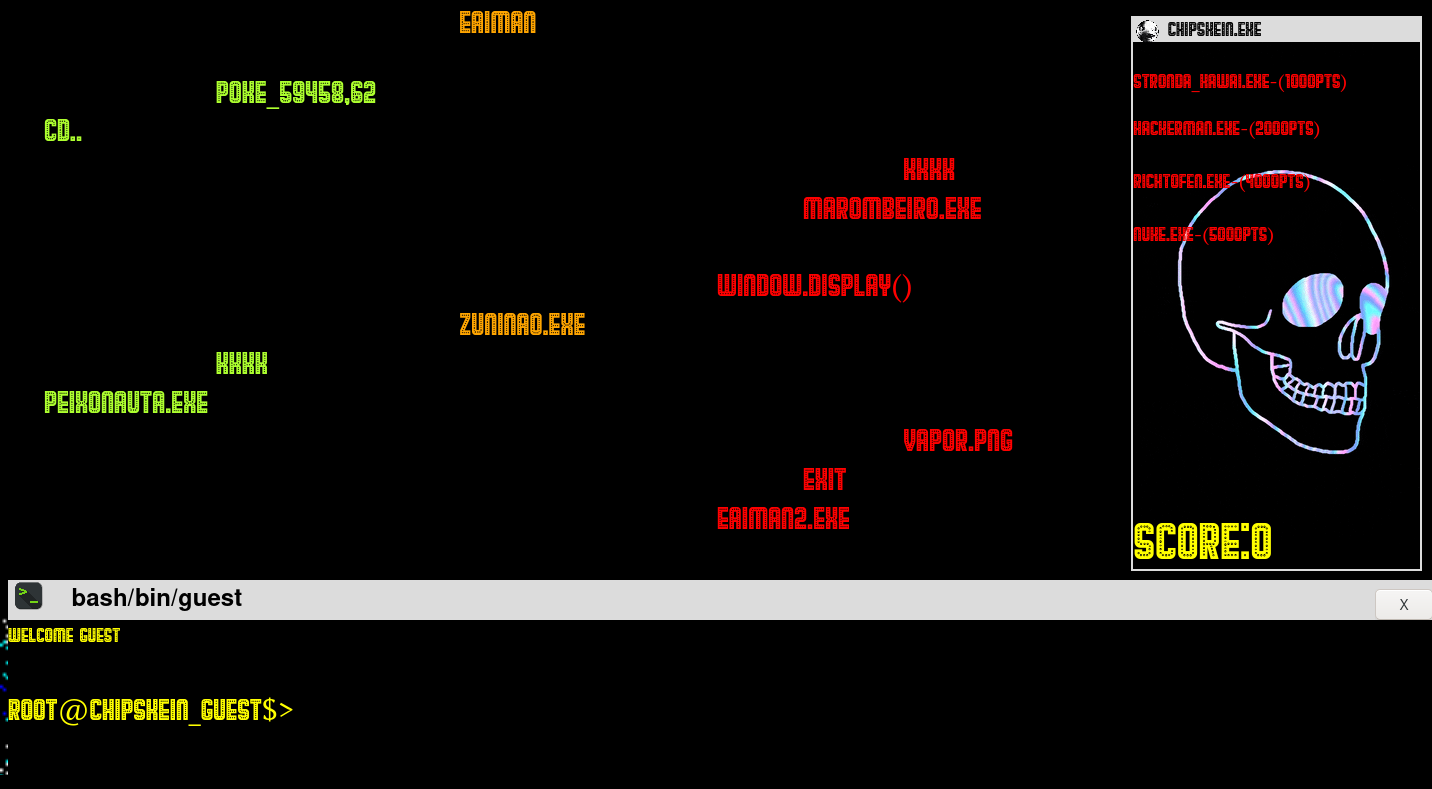 EAIMAN
POKE_59458,62
CD..
KKKK
MAROMBEIRO.EXE
WINDOW.DISPLAY()
ZUNINAO.EXE
KKKK
PEIXONAUTA.EXE
VAPOR.PNG
EXIT
EAIMAN2.EXE
CHIPSKEIN.EXE
STRONDA_KAWAI.EXE-(1000PTS)
HACKERMAN.EXE-(2000PTS)
RICKTOFEN.EXE-(4000PTS)
NUKE.EXE-(5000PTS)
SCORE:0
bash/bin/guest
X
WELCOME GUEST
ROOT@CHIPSKEIN_GUEST$>